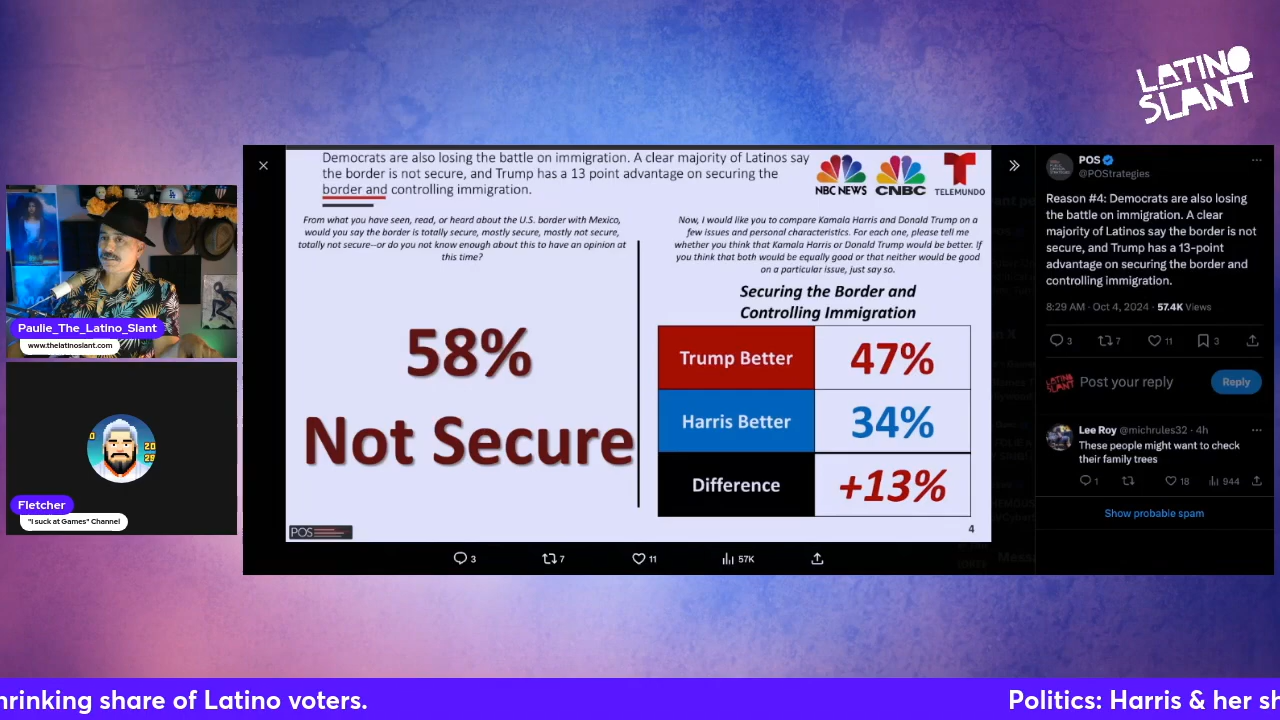 LATINO
SLANT
Democrats are also losing the battle on immigration. A clear majority of Latinos say
the border is not secure, and Trump has a 13 point advantage on securing the
border and controlling immigration.
NBC NEWS
CNBC
TELEMUNDO
From what you have seen, read, or heard about the U.S. border with Mexico,
would you say the border is totally secure, mostly secure, mostly not secure,
totally not secure--or do you not know enough about this to have an opinion at
this time?
58%
Not Secure
Now, I would like you to compare Kamala Harris and Donald Trump on a
few issues and personal characteristics. For each one, please tell me
whether you think that Kamala Harris or Donald Trump would be better. If
you think that both would be equally good or that neither would be good
on a particular issue, just say so.
Securing the Border and
Controlling Immigration
Trump Better 47%
Harris Better 34%
Difference +13%
POS
4
3 7 11 57K
POS
@POStrategies
Reason #4: Democrats are also losing
the battle on immigration. A clear
majority of Latinos say the border is not
secure, and Trump has a 13-point
advantage on securing the border and
controlling immigration.
8:29 AM · Oct 4, 2024 · 57.4K Views
3 7 11 3
LATINO
SLANT
Post your reply
Reply
Lee Roy @michrules32 · 4h
These people might want to check
their family trees
1 18 944
Show probable spam
Paulie_The_Latino_Slant
www.thelatinoslant.com
0 20
Fletcher
"I suck at Games" Channel
hrinking share of Latino voters.
Politics: Harris & her sh